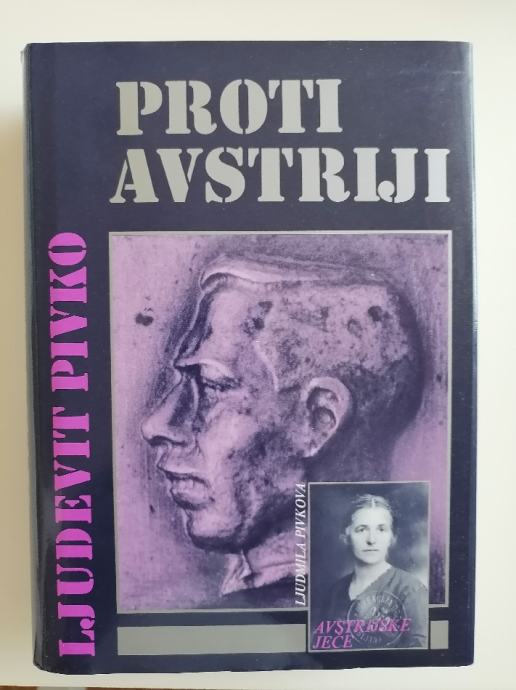 PROTI
AVSTRIJI
LJUDEVIT PIVKO
LJUDMILA PIVKOVA
AVSTRIJSKE
JEČE